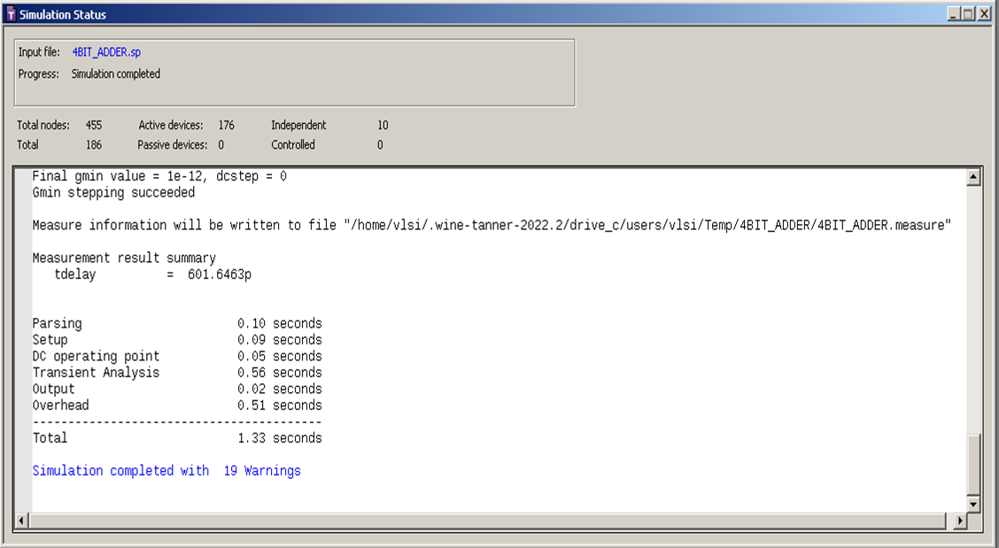 Simulation Status
Input file: 4BIT_ADDER.sp
Progress: Simulation completed
Total nodes: 455 Active devices: 176 Independent 10
Total 186 Passive devices: 0 Controlled 0
Final gmin value = 1e-12, dcstep = 0
Gmin stepping succeeded
Measure information will be written to file "/home/vlsi/.wine-tanner-2022.2/drive_c/users/vlsi/Temp/4BIT_ADDER/4BIT_ADDER.measure"
Measurement result summary
tdelay = 601.6463p
Parsing 0.10 seconds
Setup 0.09 seconds
DC operating point 0.05 seconds
Transient Analysis 0.56 seconds
Output 0.02 seconds
Overhead 0.51 seconds
-----------------------------------------
Total 1.33 seconds
Simulation completed with 19 Warnings